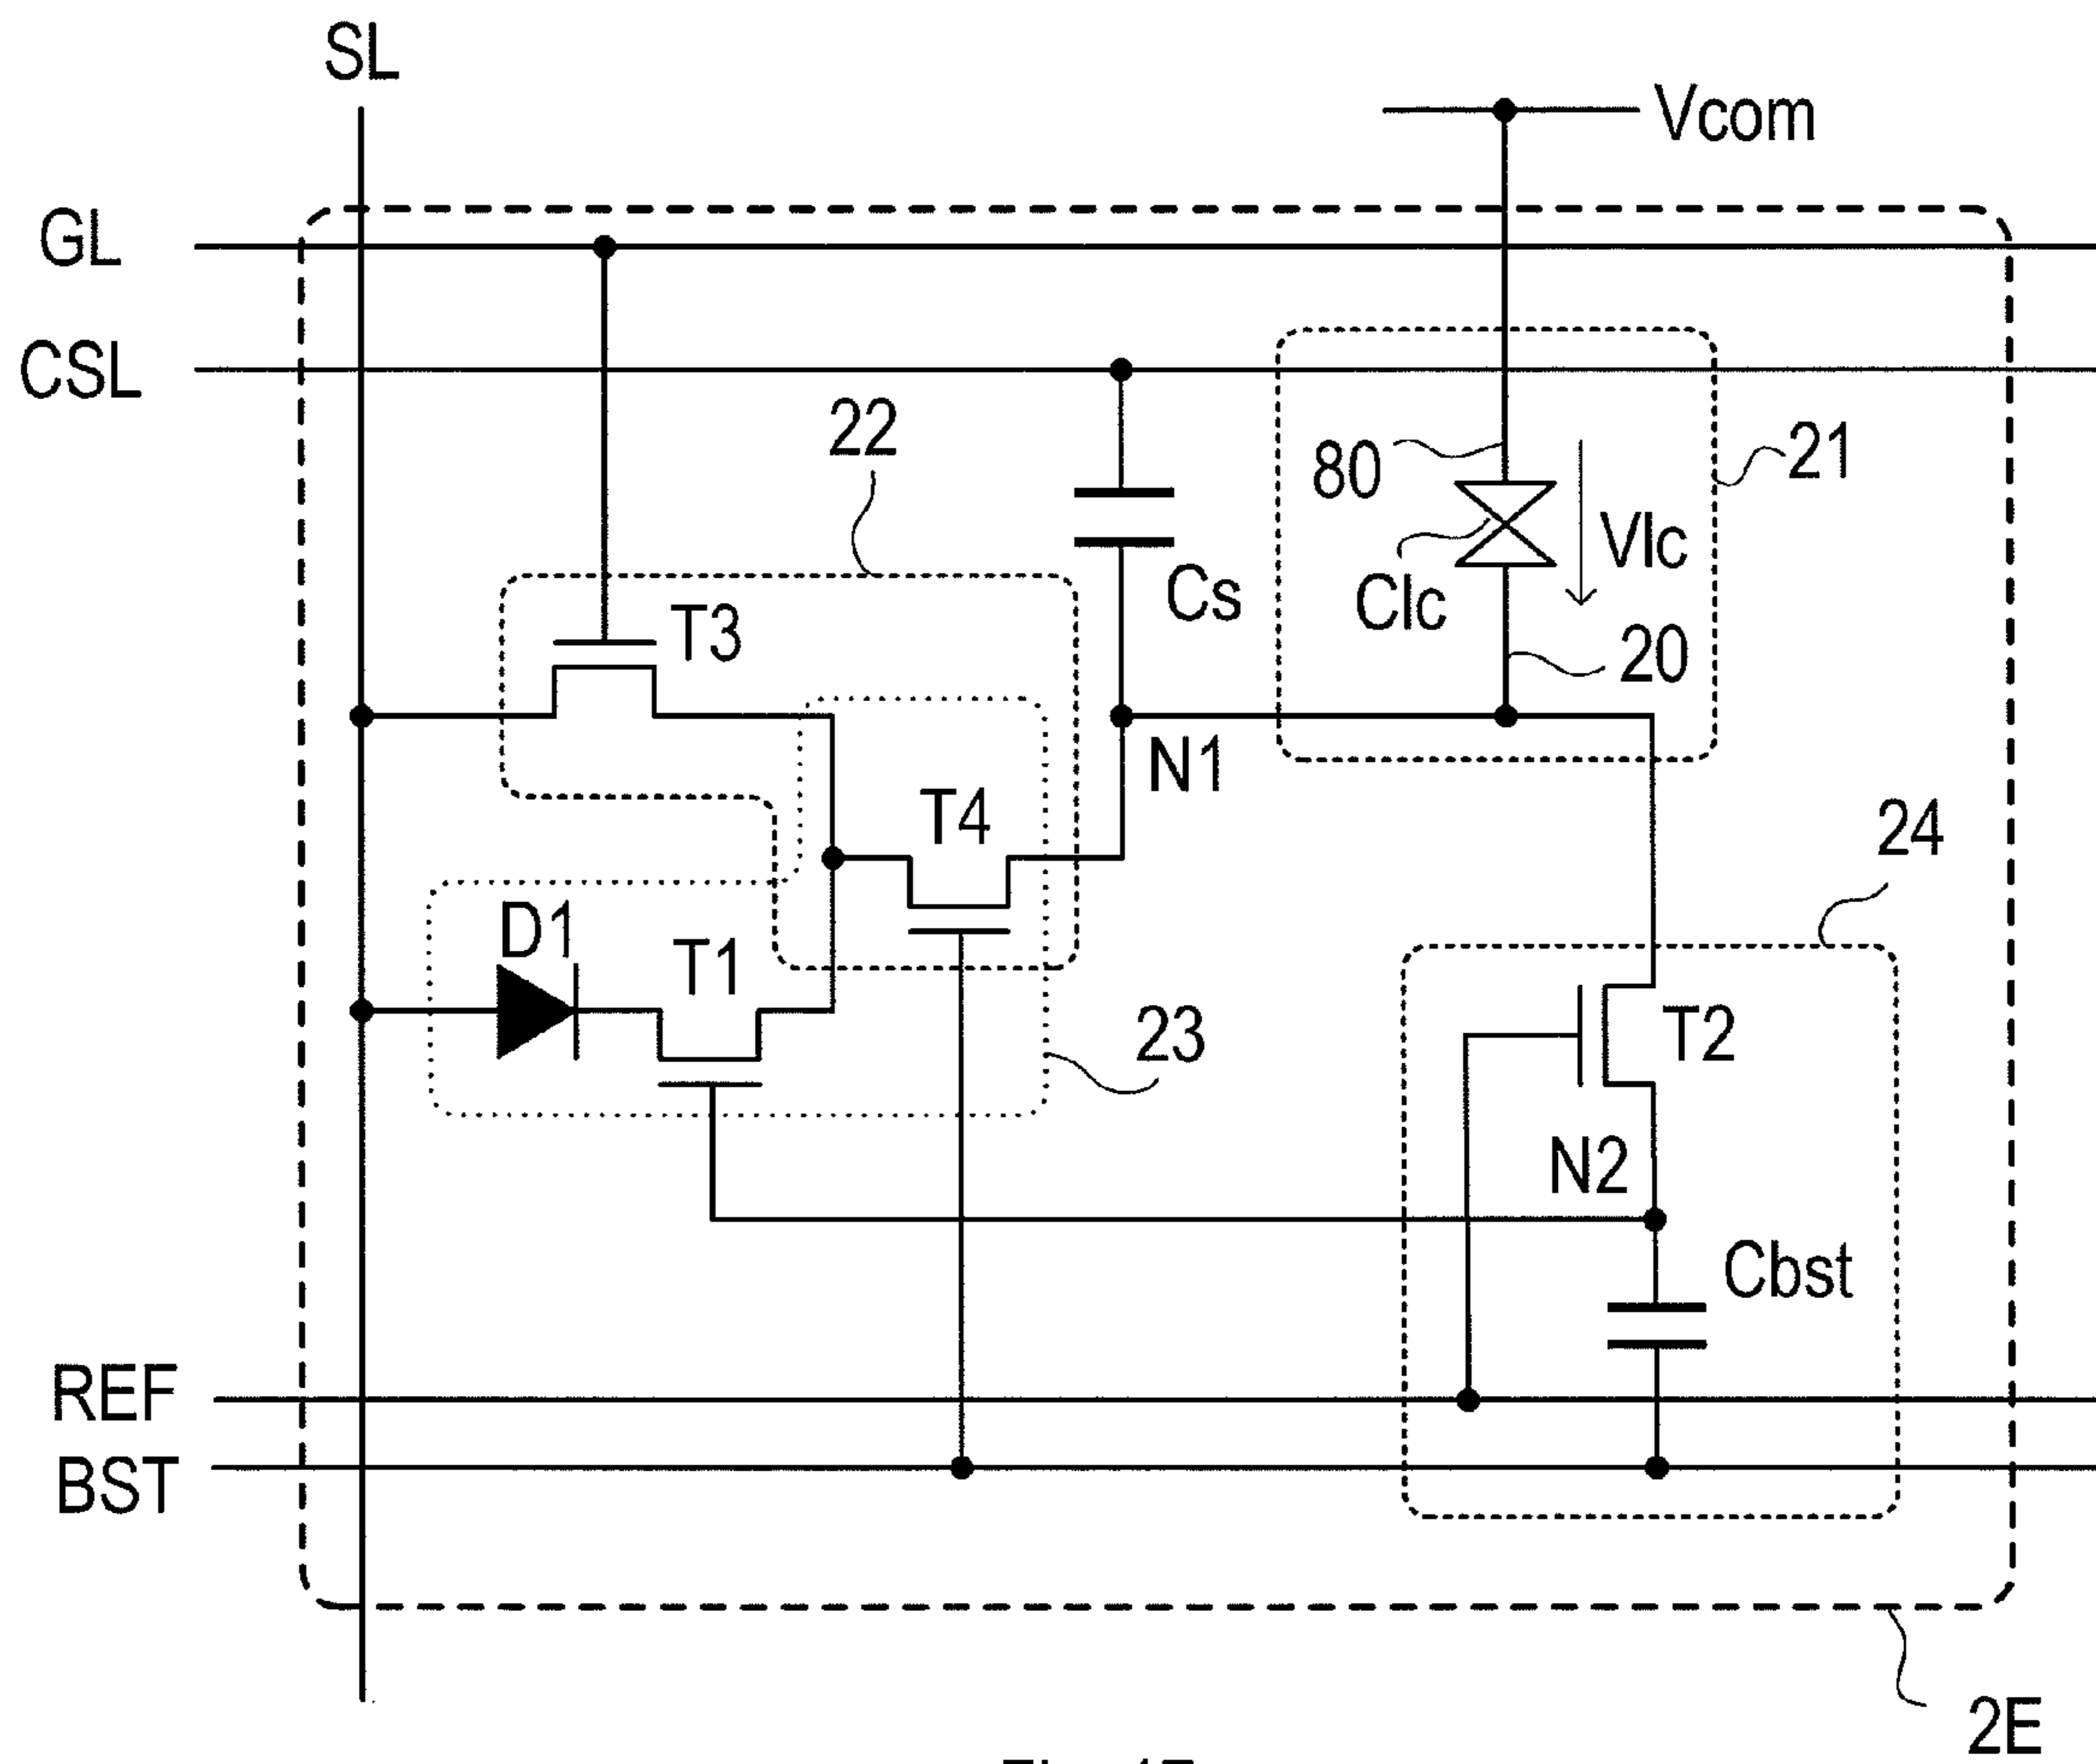 SL
Vcom
GL
CSL
22
80
21
Vlc
Clc
Cs
20
T3
N1
T4
24
D1
T1
23
T2
N2
Cbst
REF
BST
2E